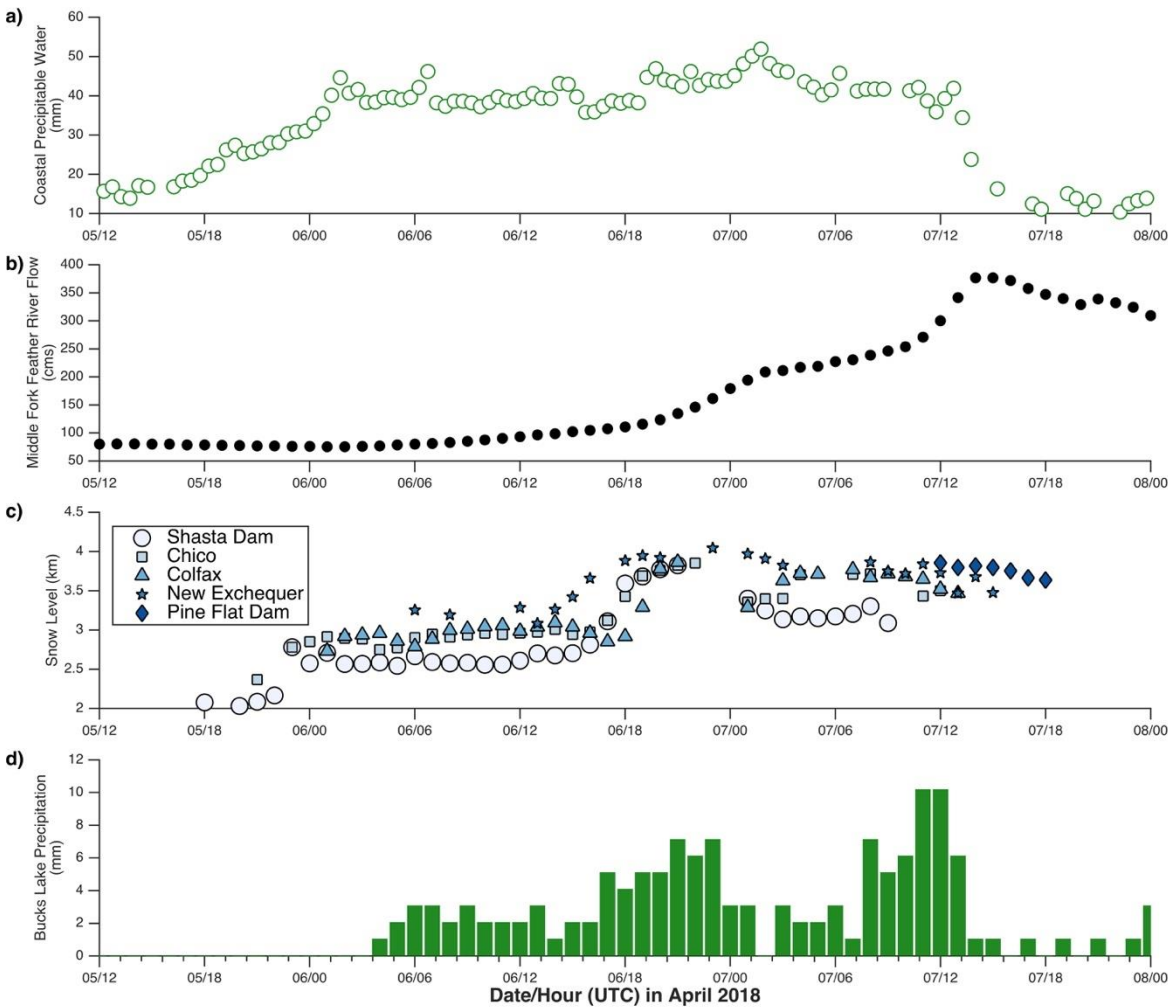 a)
Coastal Precipitable Water
(mm)
60
50
40
30
20
10
05/12 05/18 06/00 06/06 06/12 06/18 07/00 07/06 07/12 07/18 08/00
b)
Middle Fork Feather River Flow
(cms)
400
350
300
250
200
150
100
50
05/12 05/18 06/00 06/06 06/12 06/18 07/00 07/06 07/12 07/18 08/00
c)
Snow Level (km)
4.5
4
3.5
3
2.5
2
Shasta Dam
Chico
Colfax
New Exchequer
Pine Flat Dam
05/12 05/18 06/00 06/06 06/12 06/18 07/00 07/06 07/12 07/18 08/00
d)
Bucks Lake Precipitation
(mm)
12
10
8
6
4
2
0
05/12 05/18 06/00 06/06 06/12 06/18 07/00 07/06 07/12 07/18 08/00
Date/Hour (UTC) in April 2018